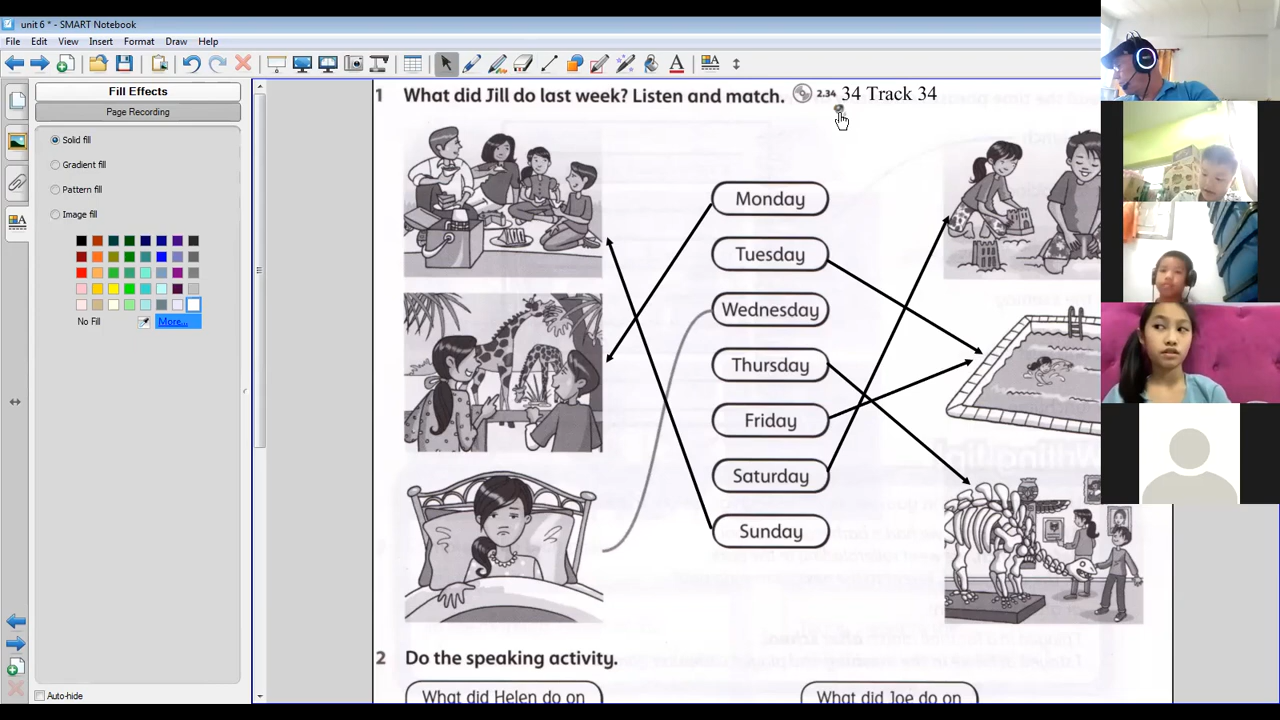 unit 6 * - SMART Notebook
File Edit View Insert Format Draw Help
Fill Effects
Page Recording
Solid fill
Gradient fill
Pattern fill
Image fill
No Fill
More...
Auto-hide
1 What did Jill do last week? Listen and match. 2.34 34 Track 34
Monday
Tuesday
Wednesday
Thursday
Friday
Saturday
Sunday
2 Do the speaking activity.
What did Helen do on
What did Joe do on